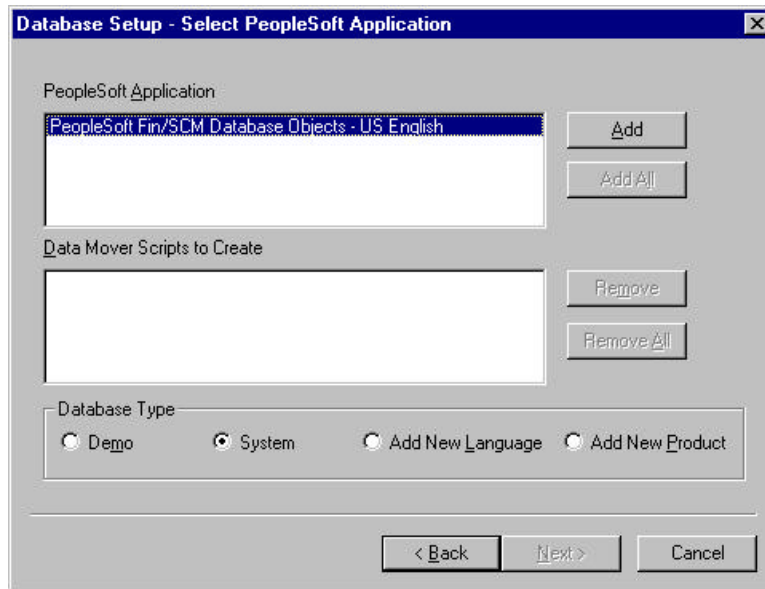 Database Setup - Select PeopleSoft Application
PeopleSoft Application
PeopleSoft Fin/SCM Database Objects - US English
Add
Add All
Data Mover Scripts to Create
Remove
Remove All
Database Type
Demo System Add New Language Add New Product
< Back Next > Cancel